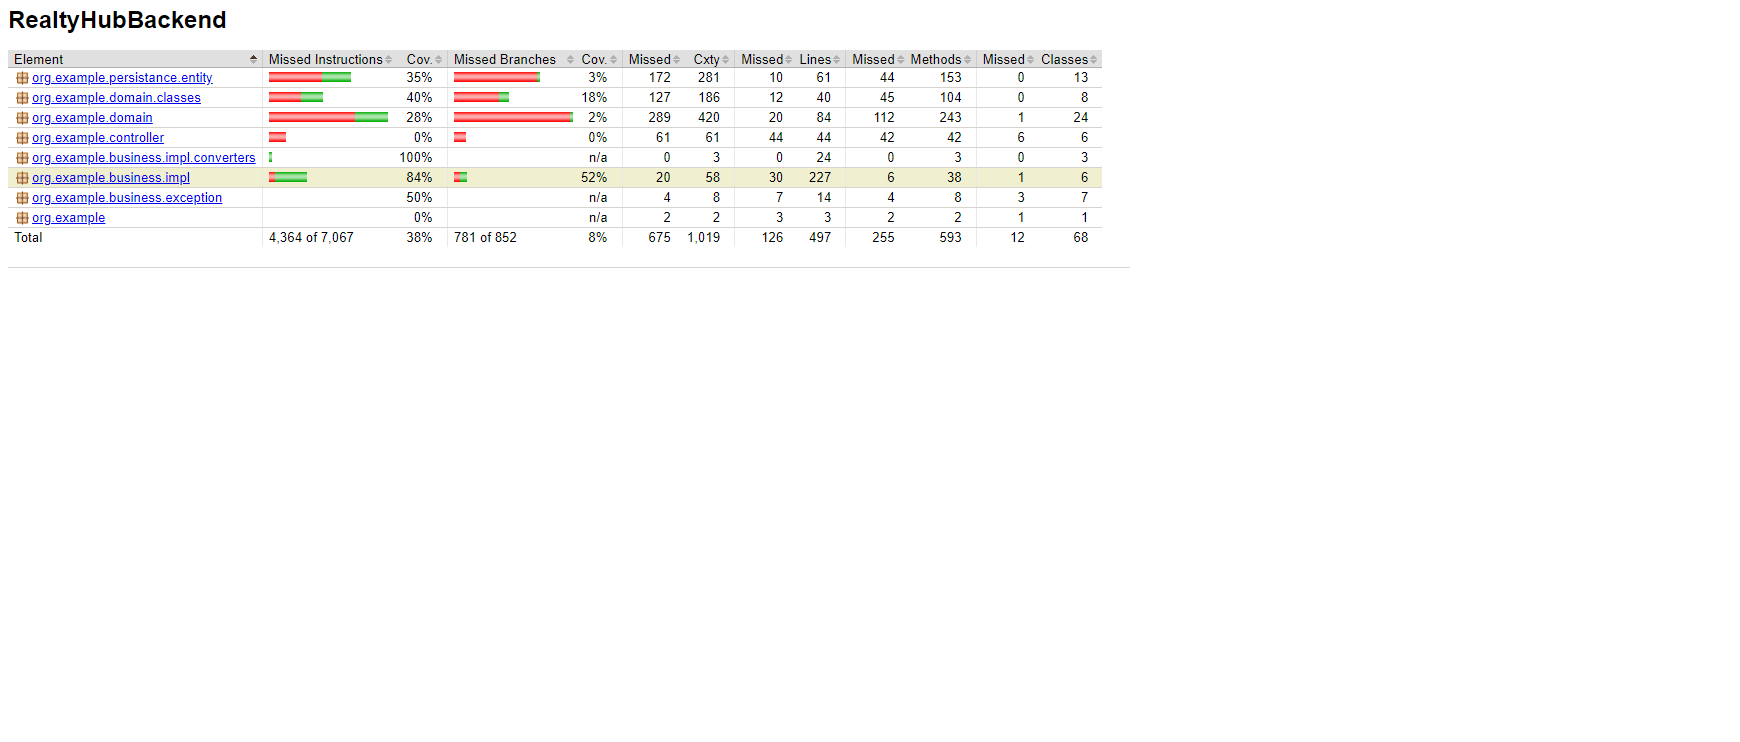 RealtyHubBackend
Element Missed Instructions Cov. Missed Branches Cov. Missed Cxty Missed Lines Missed Methods Missed Classes
org.example.persistance.entity 35% 3% 172 281 10 61 44 153 0 13
org.example.domain.classes 40% 18% 127 186 12 40 45 104 0 8
org.example.domain 28% 2% 289 420 20 84 112 243 1 24
org.example.controller 0% 0% 61 61 44 44 42 42 6 6
org.example.business.impl.converters 100% n/a 0 3 0 24 0 3 0 3
org.example.business.impl 84% 52% 20 58 30 227 6 38 1 6
org.example.business.exception 50% n/a 4 8 7 14 4 8 3 7
org.example 0% n/a 2 2 3 3 2 2 1 1
Total 4,364 of 7,067 38% 781 of 852 8% 675 1,019 126 497 255 593 12 68